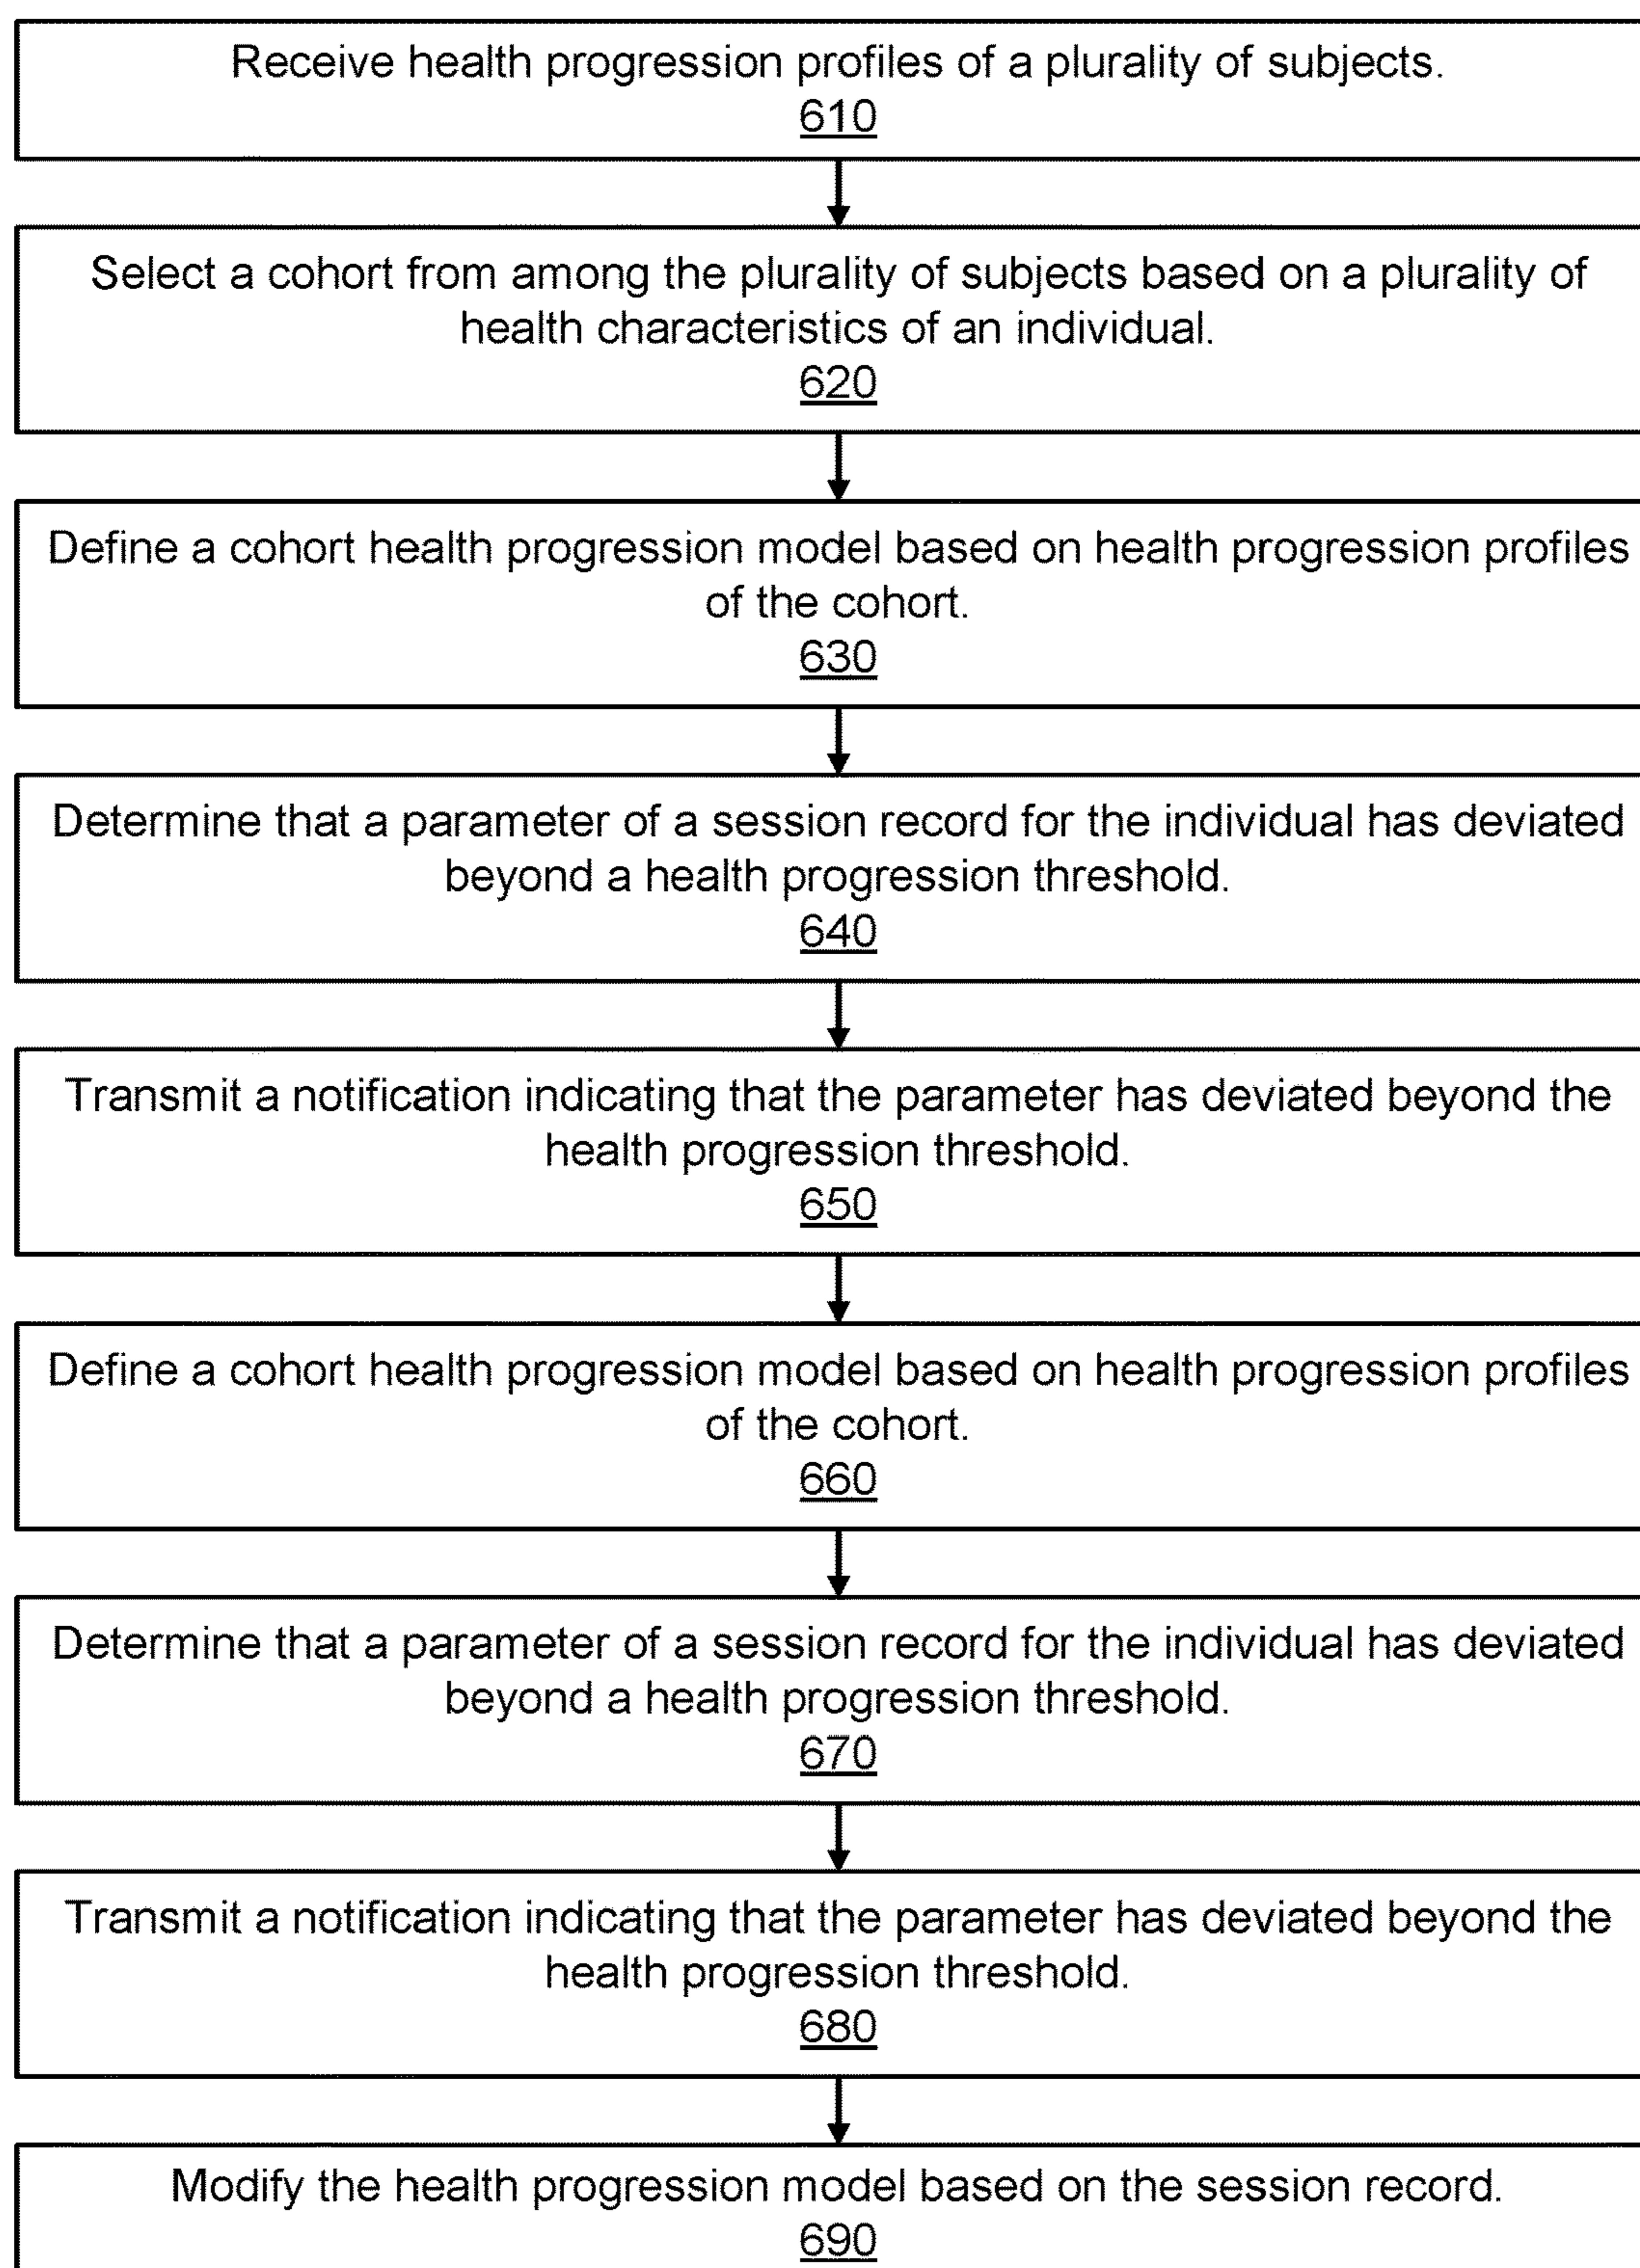 Receive health progression profiles of a plurality of subjects.
610
Select a cohort from among the plurality of subjects based on a plurality of
health characteristics of an individual.
620
Define a cohort health progression model based on health progression profiles
of the cohort.
630
Determine that a parameter of a session record for the individual has deviated
beyond a health progression threshold.
640
Transmit a notification indicating that the parameter has deviated beyond the
health progression threshold.
650
Define a cohort health progression model based on health progression profiles
of the cohort.
660
Determine that a parameter of a session record for the individual has deviated
beyond a health progression threshold.
670
Transmit a notification indicating that the parameter has deviated beyond the
health progression threshold.
680
Modify the health progression model based on the session record.
690